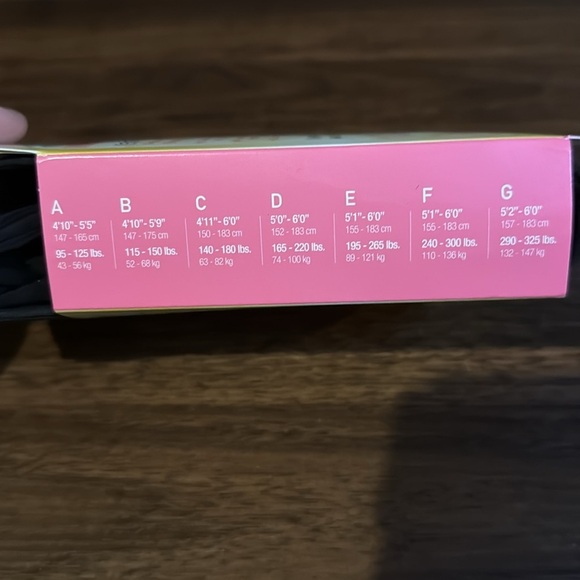 A
4'10"- 5'5"
147 - 165 cm
95 - 125 lbs.
43 - 56 kg
B
4'10"- 5'9"
147 - 175 cm
115 - 150 lbs.
52 - 68 kg
C
4'11"- 6'0"
150 - 183 cm
140 - 180 lbs.
63 - 82 kg
D
5'0"- 6'0"
152 - 183 cm
165 - 220 lbs.
74 - 100 kg
E
5'1"- 6'0"
155 - 183 cm
195 - 265 lbs.
89 - 121 kg
F
5'1"- 6'0"
155 - 183 cm
240 - 300 lbs.
110 - 136 kg
G
5'2"- 6'0"
157 - 183 cm
290 - 325 lbs.
132 - 147 kg